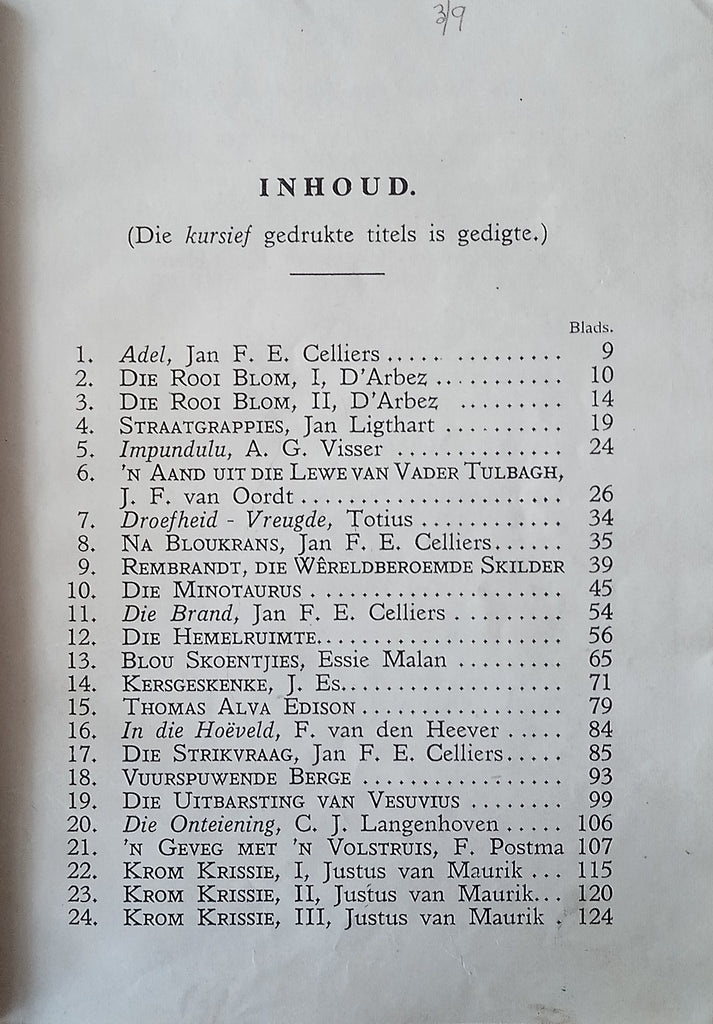 3/9
INHOUD.
(Die kursief gedrukte titels is gedigte.)
Blads.
1. Adel, Jan F. E. Celliers ..... ......... 9
2. DIE ROOI BLOM, I, D'Arbez ........... 10
3. DIE ROOI BLOM, II, D'Arbez ......... 14
4. STRAATGRAPPIES, Jan Ligthart .......... 19
5. Impundulu, A. G. Visser .............. 24
6. 'N AAND UIT DIE LEWE VAN VADER TULBAGH,
J. F. van Oordt ....................... 26
7. Droefheid - Vreugde, Totius ............ 34
8. NA BLOUKRANS, Jan F. E. Celliers...... 35
9. REMBRANDT, DIE WÊRELDBEROEMDE SKILDER 39
10. DIE MINOTAURUS ...................... 45
11. Die Brand, Jan F. E. Celliers ......... 54
12. DIE HEMELRUIMTE..................... 56
13. BLOU SKOENTJIES, Essie Malan ......... 65
14. KERSGESKENKE, J. Es................... 71
15. THOMAS ALVA EDISON ................. 79
16. In die Hoëveld, F. van den Heever ..... 84
17. DIE STRIKVRAAG, Jan F. E. Celliers..... 85
18. VUURSPUWENDE BERGE ................. 93
19. DIE UITBARSTING VAN VESUVIUS ........ 99
20. Die Onteiening, C. J. Langenhoven ..... 106
21. 'N GEVEG MET 'N VOLSTRUIS, F. Postma 107
22. KROM KRISSIE, I, Justus van Maurik ... 115
23. KROM KRISSIE, II, Justus van Maurik... 120
24. KROM KRISSIE, III, Justus van Maurik . 124